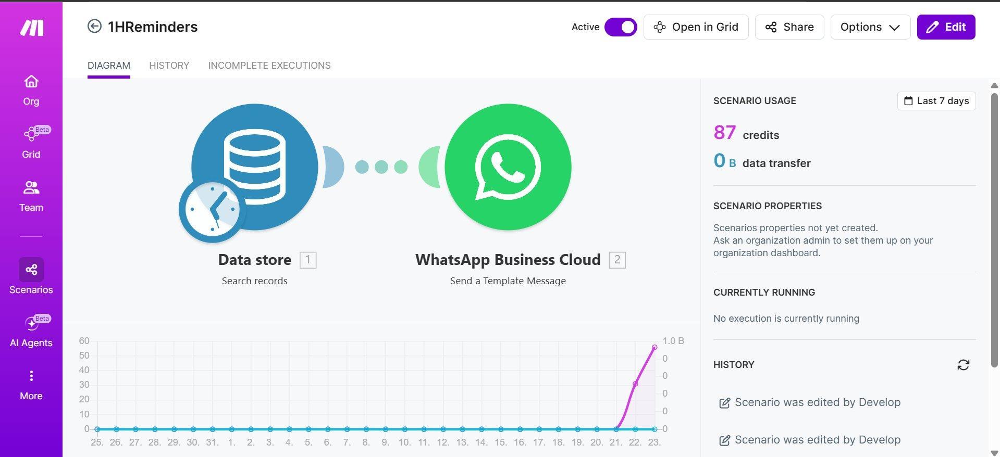 1HReminders
Active
Open in Grid
Share
Options
Edit
DIAGRAM
HISTORY
INCOMPLETE EXECUTIONS
Org
Beta
Grid
Team
Scenarios
Beta
AI Agents
More
Data store 1
Search records
WhatsApp Business Cloud 2
Send a Template Message
60
50
40
30
20
10
0
1.0 B
0
0
0
0
0
25. 26. 27. 28. 29. 30. 31. 1. 2. 3. 4. 5. 6. 7. 8. 9. 10. 11. 12. 13. 14. 15. 16. 17. 18. 19. 20. 21. 22. 23.
SCENARIO USAGE
Last 7 days
87 credits
0 B data transfer
SCENARIO PROPERTIES
Scenarios properties not yet created.
Ask an organization admin to set them up on your
organization dashboard.
CURRENTLY RUNNING
No execution is currently running
HISTORY
Scenario was edited by Develop
Scenario was edited by Develop